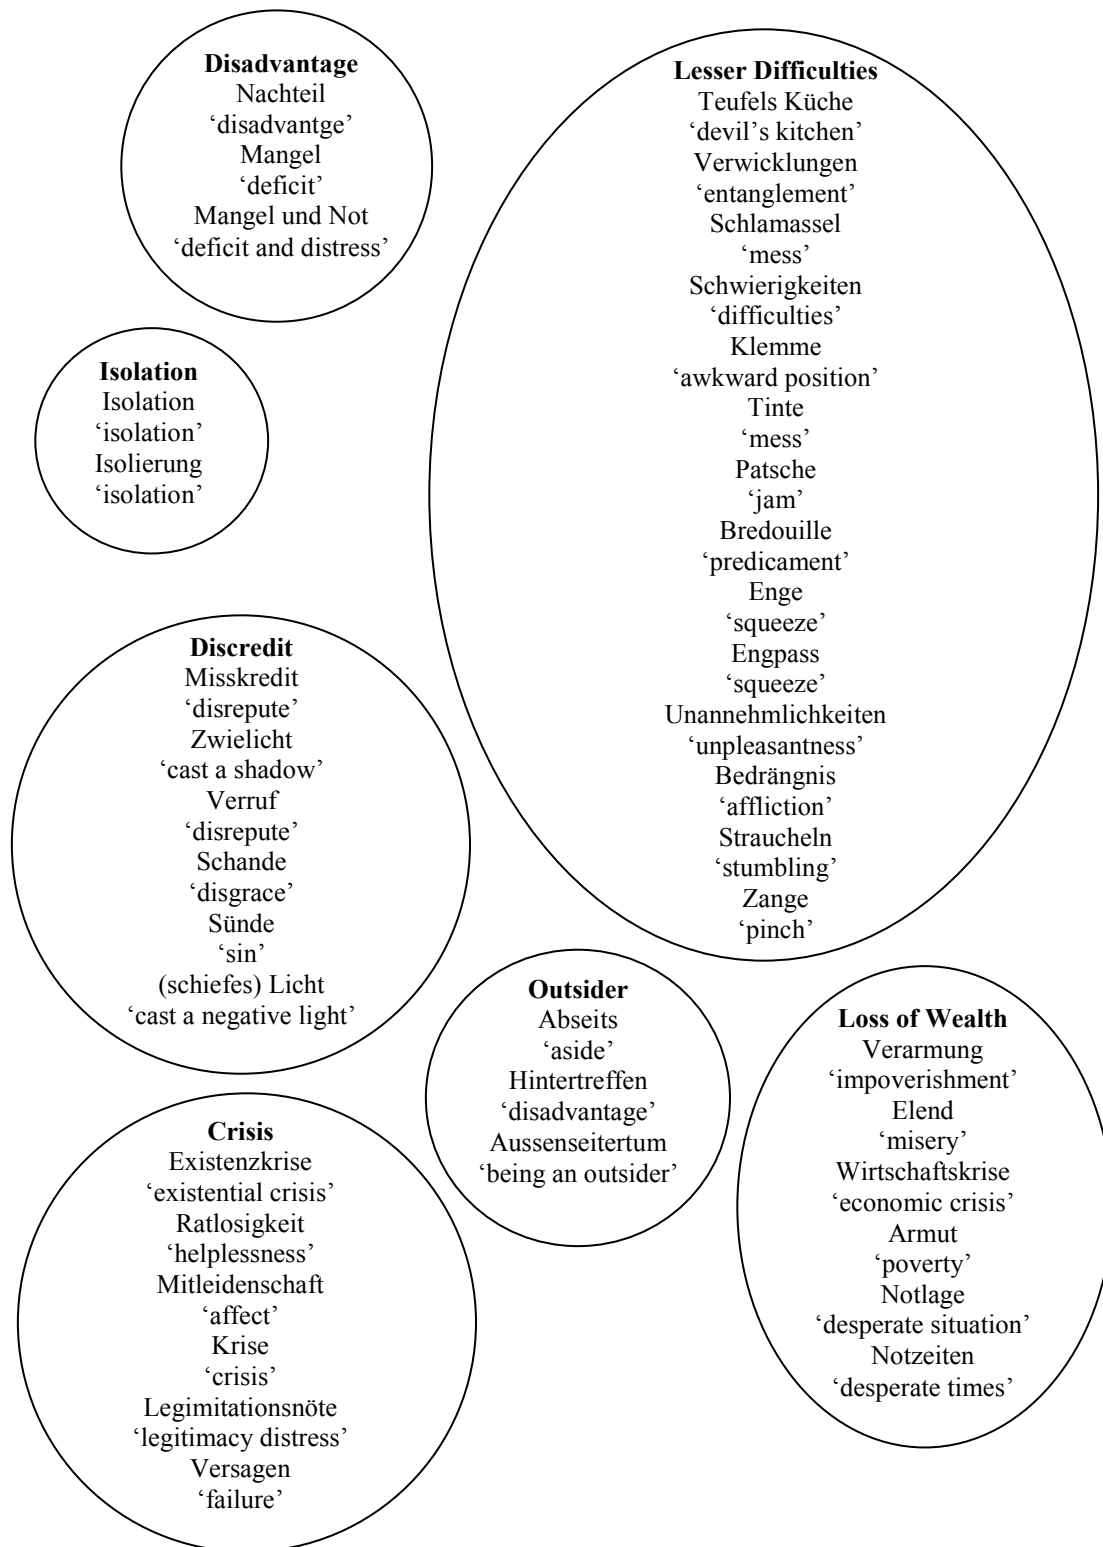 Disadvantage
Nachteil
‘disadvantge’
Mangel
‘deficit’
Mangel und Not
‘deficit and distress’
Lesser Difficulties
Teufels Küche
‘devil’s kitchen’
Verwicklungen
‘entanglement’
Schlamassel
‘mess’
Schwierigkeiten
‘difficulties’
Klemme
‘awkward position’
Tinte
‘mess’
Patsche
‘jam’
Bredouille
‘predicament’
Enge
‘squeeze’
Engpass
‘squeeze’
Unannehmlichkeiten
‘unpleasantness’
Bedrängnis
‘affliction’
Straucheln
‘stumbling’
Zange
‘pinch’
Isolation
Isolation
‘isolation’
Isolierung
‘isolation’
Discredit
Misskredit
‘disrepute’
Zwielicht
‘cast a shadow’
Verruf
‘disrepute’
Schande
‘disgrace’
Sünde
‘sin’
(schiefes) Licht
‘cast a negative light’
Outsider
Abseits
‘aside’
Hintertreffen
‘disadvantage’
Aussenseitertum
‘being an outsider’
Loss of Wealth
Verarmung
‘impoverishment’
Elend
‘misery’
Wirtschaftskrise
‘economic crisis’
Armut
‘poverty’
Notlage
‘desperate situation’
Notzeiten
‘desperate times’
Crisis
Existenzkrise
‘existential crisis’
Ratlosigkeit
‘helplessness’
Mitleidenschaft
‘affect’
Krise
‘crisis’
Legimitationsnöte
‘legitimacy distress’
Versagen
‘failure’